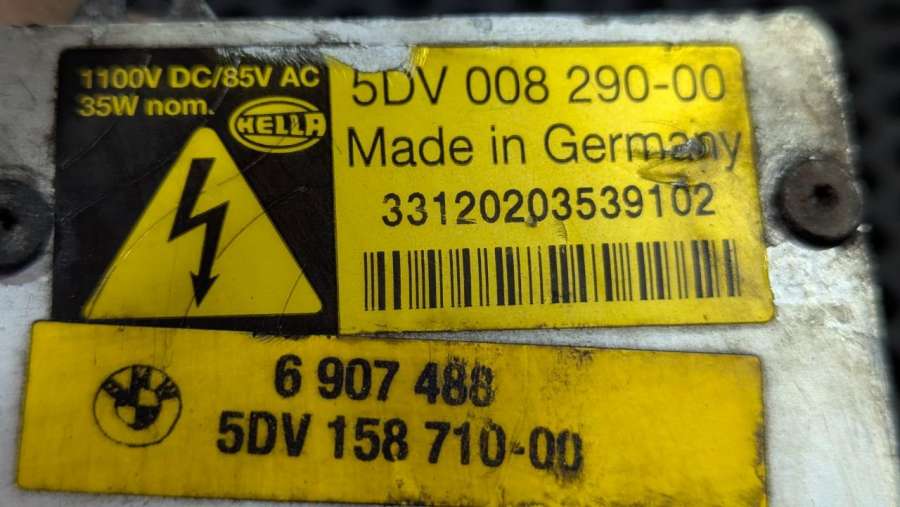 1100V DC/85V AC
35W nom.
HELLA
5DV 008 290-00
Made in Germany
33120203539102
BMW
6 907 488
5DV 158 710-00